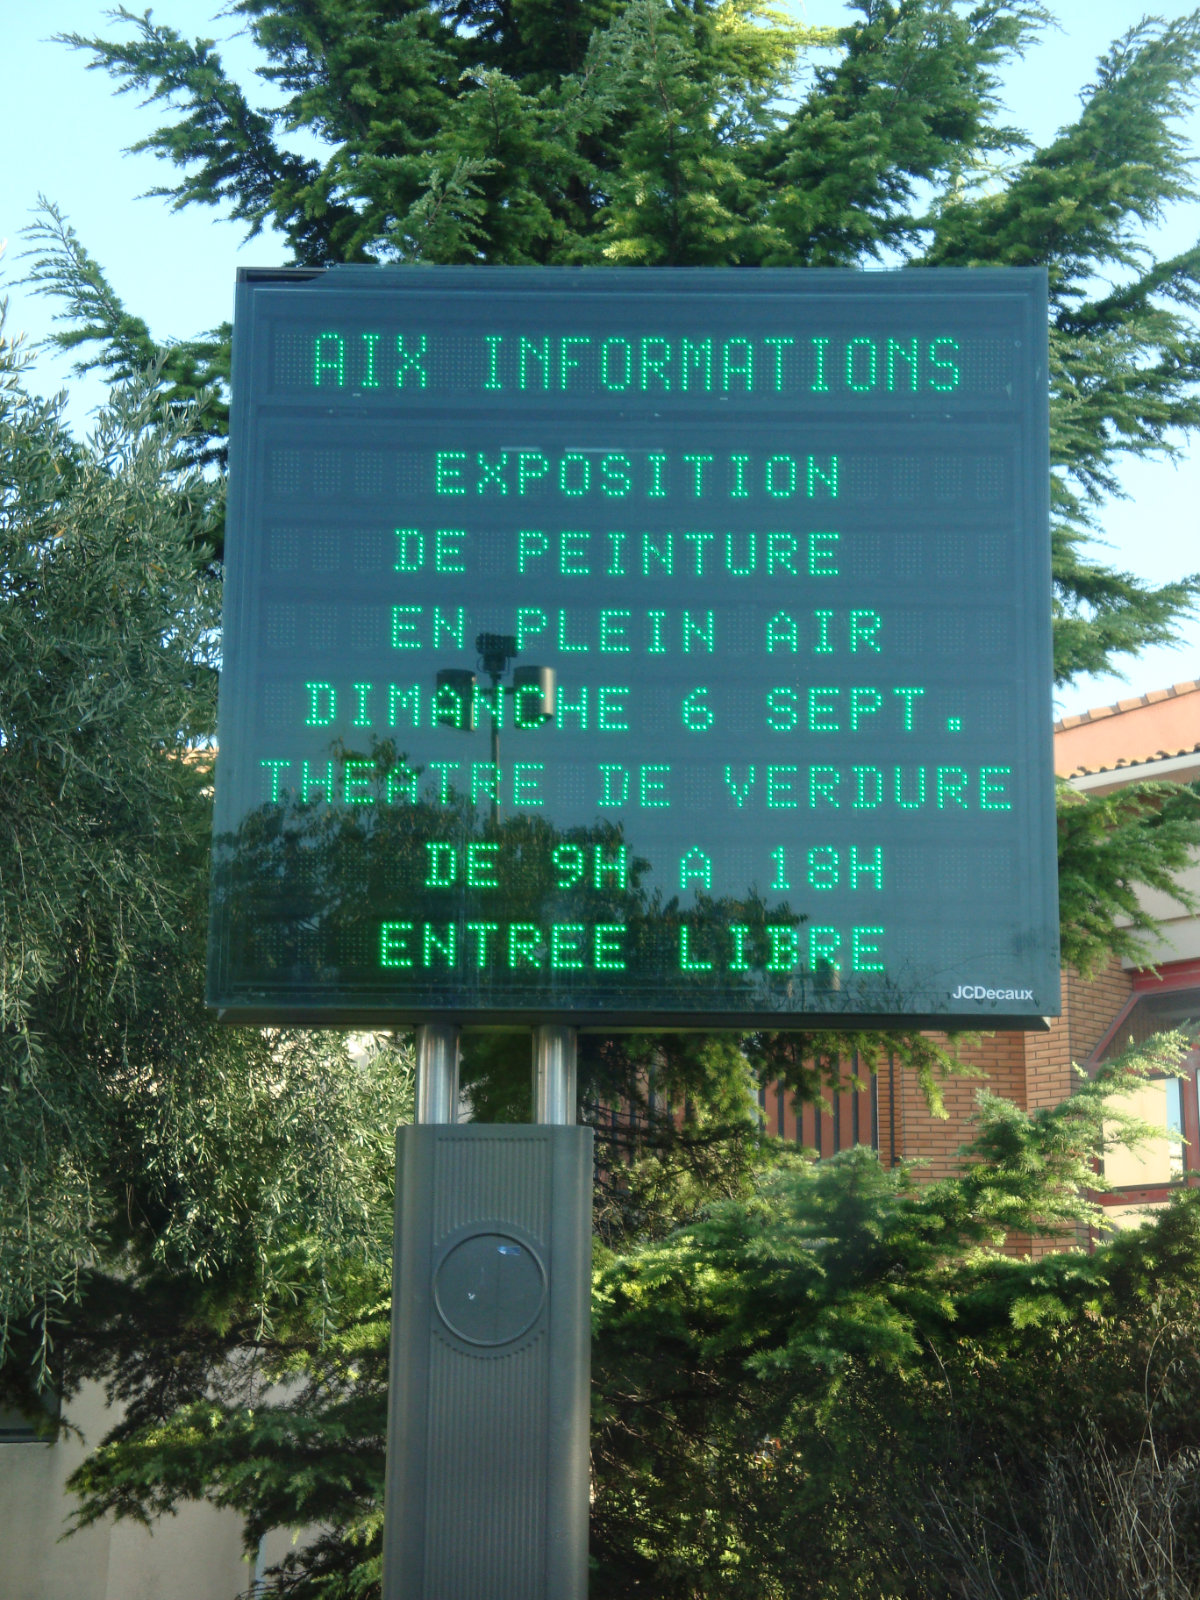 AIX INFORMATIONS
EXPOSITION
DE PEINTURE
EN PLEIN AIR
DIMANCHE 6 SEPT.
THEATRE DE VERDURE
DE 9H A 18H
ENTREE LIBRE
JCDecaux